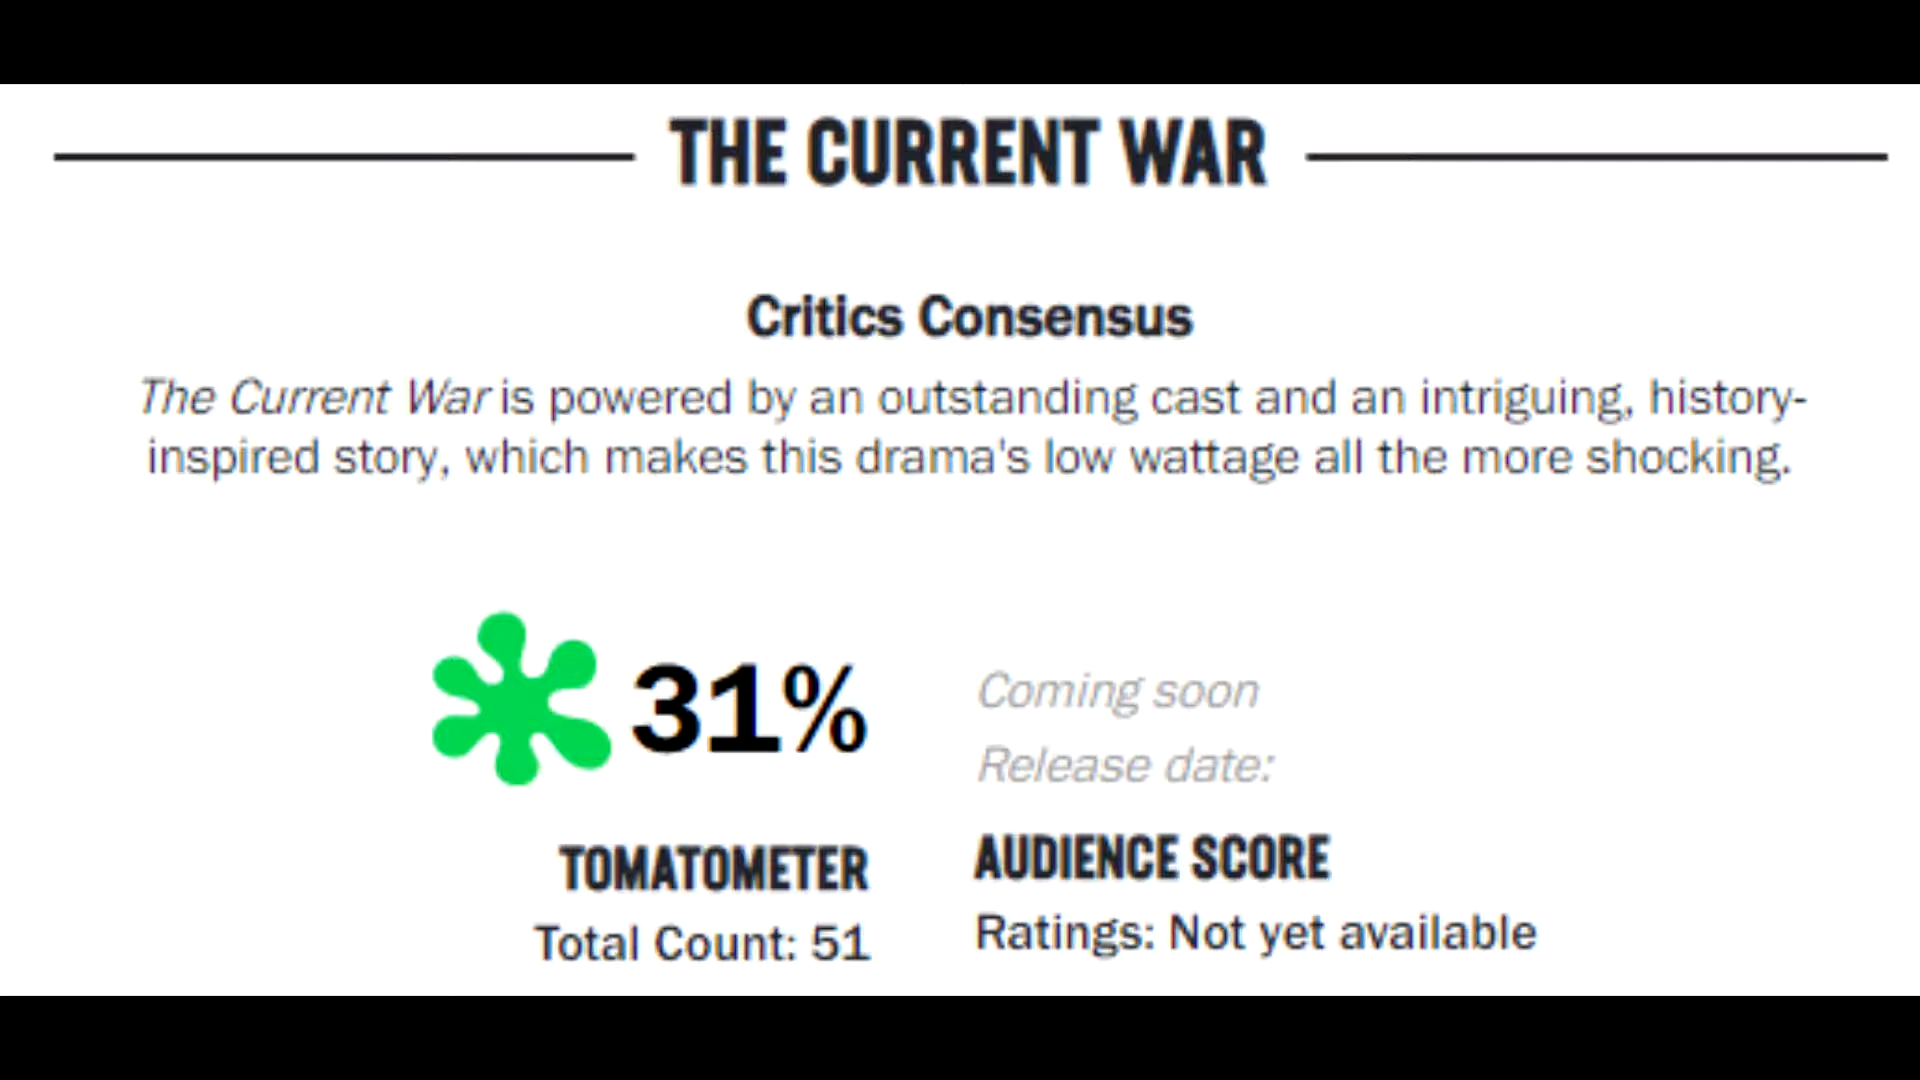 THE CURRENT WAR
Critics Consensus
The Current War is powered by an outstanding cast and an intriguing, history-
inspired story, which makes this drama's low wattage all the more shocking.
31%
TOMATOMETER
Total Count: 51
Coming soon
Release date:
AUDIENCE SCORE
Ratings: Not yet available